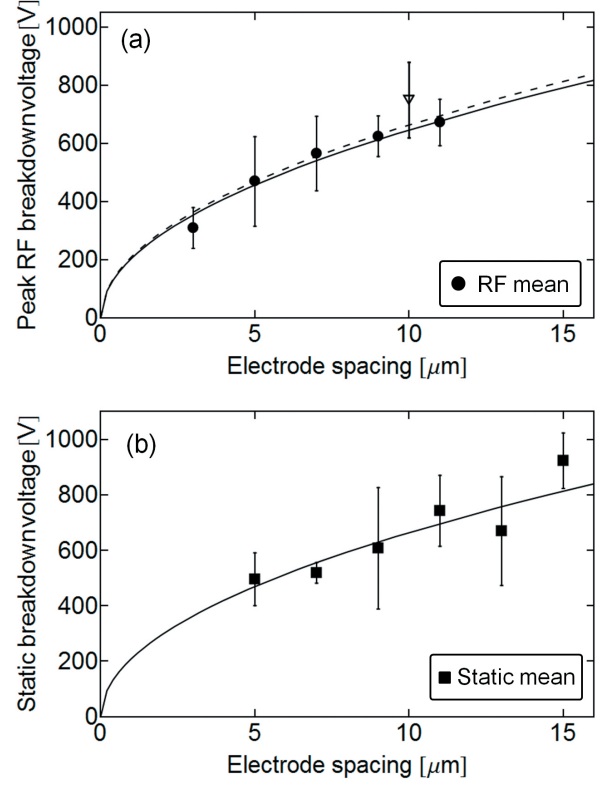 (a)
Peak RF breakdownvoltage [V]
1000
800
600
400
200
0
0 5 10 15
Electrode spacing [μm]
RF mean
(b)
Static breakdownvoltage [V]
1000
800
600
400
200
0
0 5 10 15
Electrode spacing [μm]
Static mean